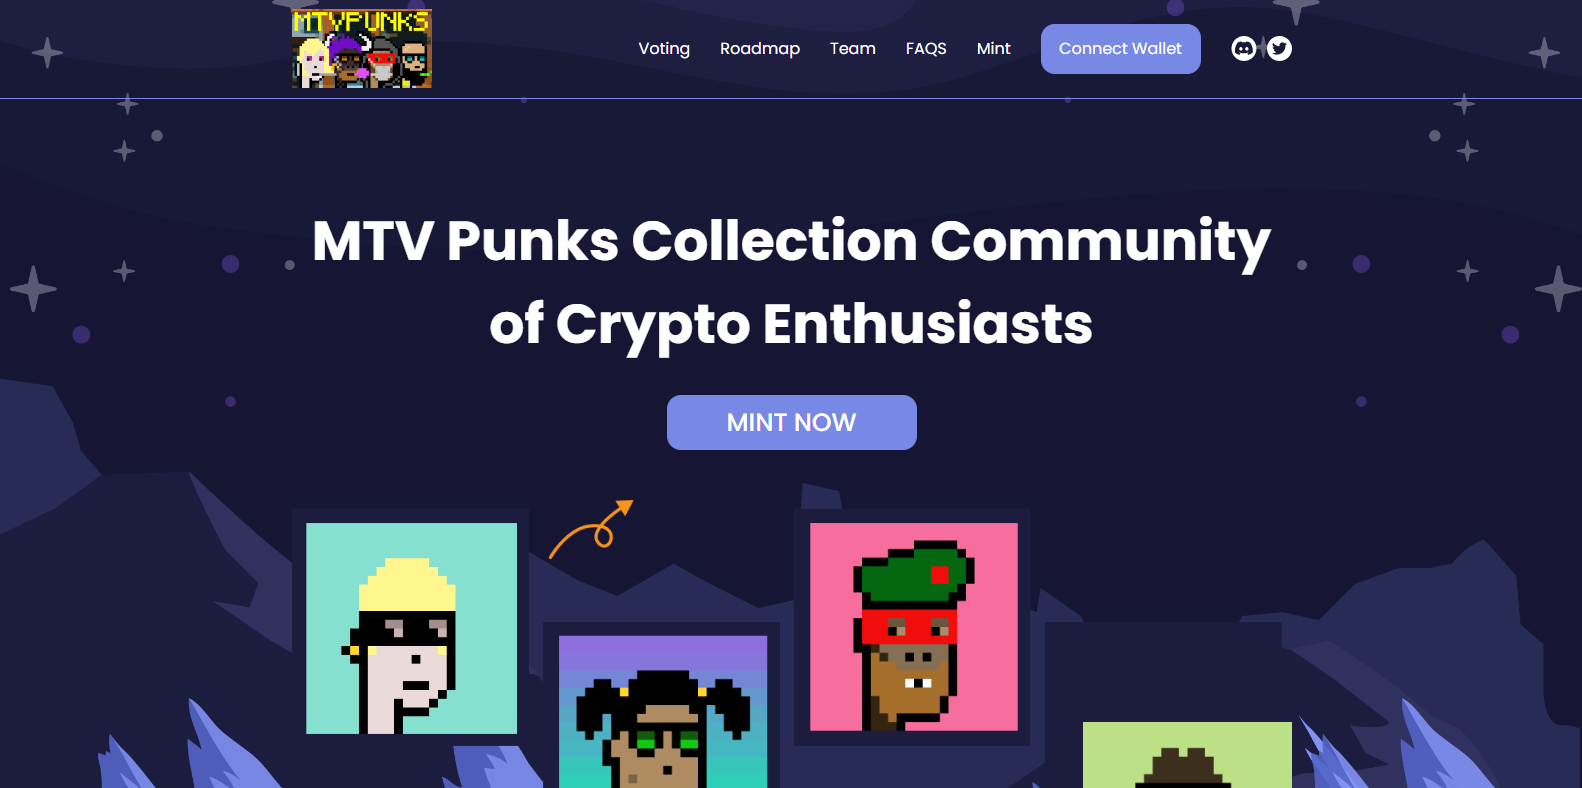 MTVPUNKS
Voting
Roadmap
Team
FAQS
Mint
Connect Wallet
MTV Punks Collection Community
of Crypto Enthusiasts
MINT NOW